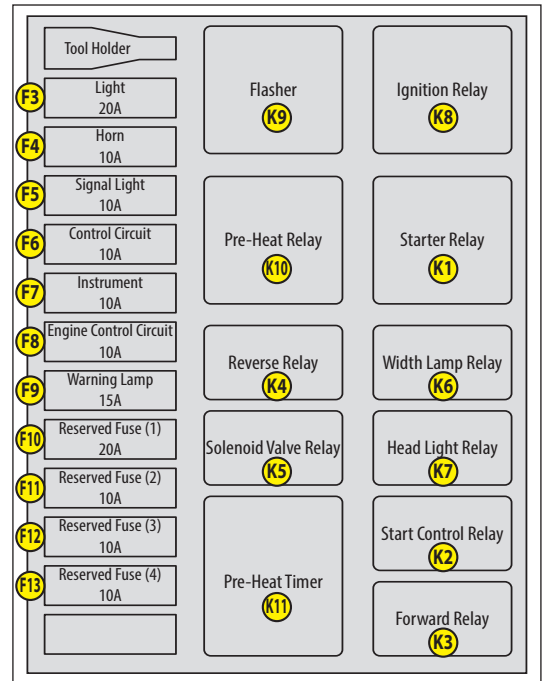 Tool Holder
F3
Light
20A
F4
Horn
10A
F5
Signal Light
10A
F6
Control Circuit
10A
F7
Instrument
10A
F8
Engine Control Circuit
10A
F9
Warning Lamp
15A
F10
Reserved Fuse (1)
20A
F11
Reserved Fuse (2)
10A
F12
Reserved Fuse (3)
10A
F13
Reserved Fuse (4)
10A
Flasher
K9
Ignition Relay
K8
Pre-Heat Relay
K10
Starter Relay
K1
Reverse Relay
K4
Width Lamp Relay
K6
Solenoid Valve Relay
K5
Head Light Relay
K7
Start Control Relay
K2
Pre-Heat Timer
K11
Forward Relay
K3